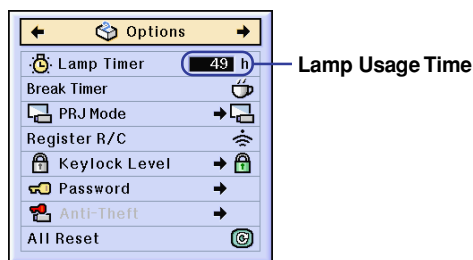 Options
Lamp Timer 49 h
Lamp Usage Time
Break Timer
PRJ Mode
Register R/C
Keylock Level
Password
Anti-Theft
All Reset